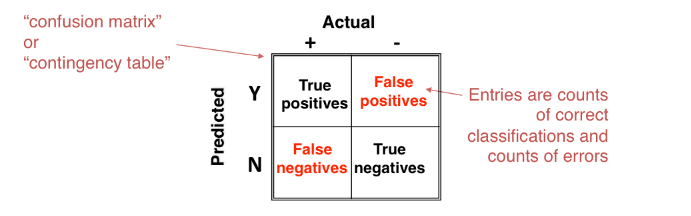 “confusion matrix”
or
“contingency table”
Actual
+ -
Predicted
Y
True
positives
False
positives
N
False
negatives
True
negatives
Entries are counts
of correct
classifications and
counts of errors